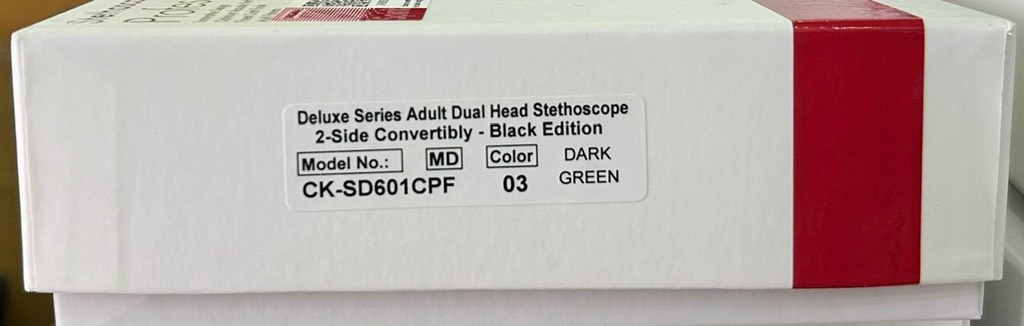 Deluxe Series Adult Dual Head Stethoscope
2-Side Convertibly - Black Edition
Model No.: MD Color DARK
CK-SD601CPF 03 GREEN